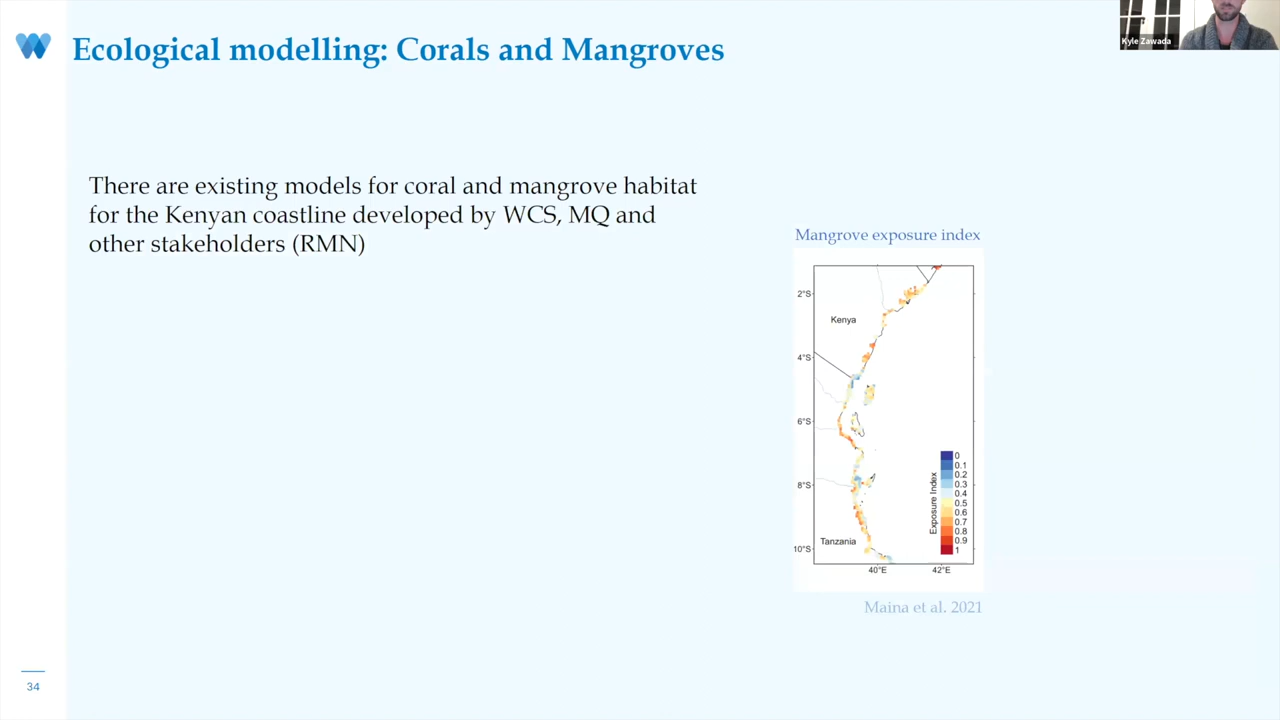 Ecological modelling: Corals and Mangroves
Kyle Zawada
There are existing models for coral and mangrove habitat
for the Kenyan coastline developed by WCS, MQ and
other stakeholders (RMN)
Mangrove exposure index
2°S
Kenya
4°S
6°S
8°S
Tanzania
10°S
40°E
42°E
Exposure Index
0
0.1
0.2
0.3
0.4
0.5
0.6
0.7
0.8
0.9
1
Maina et al. 2021
34